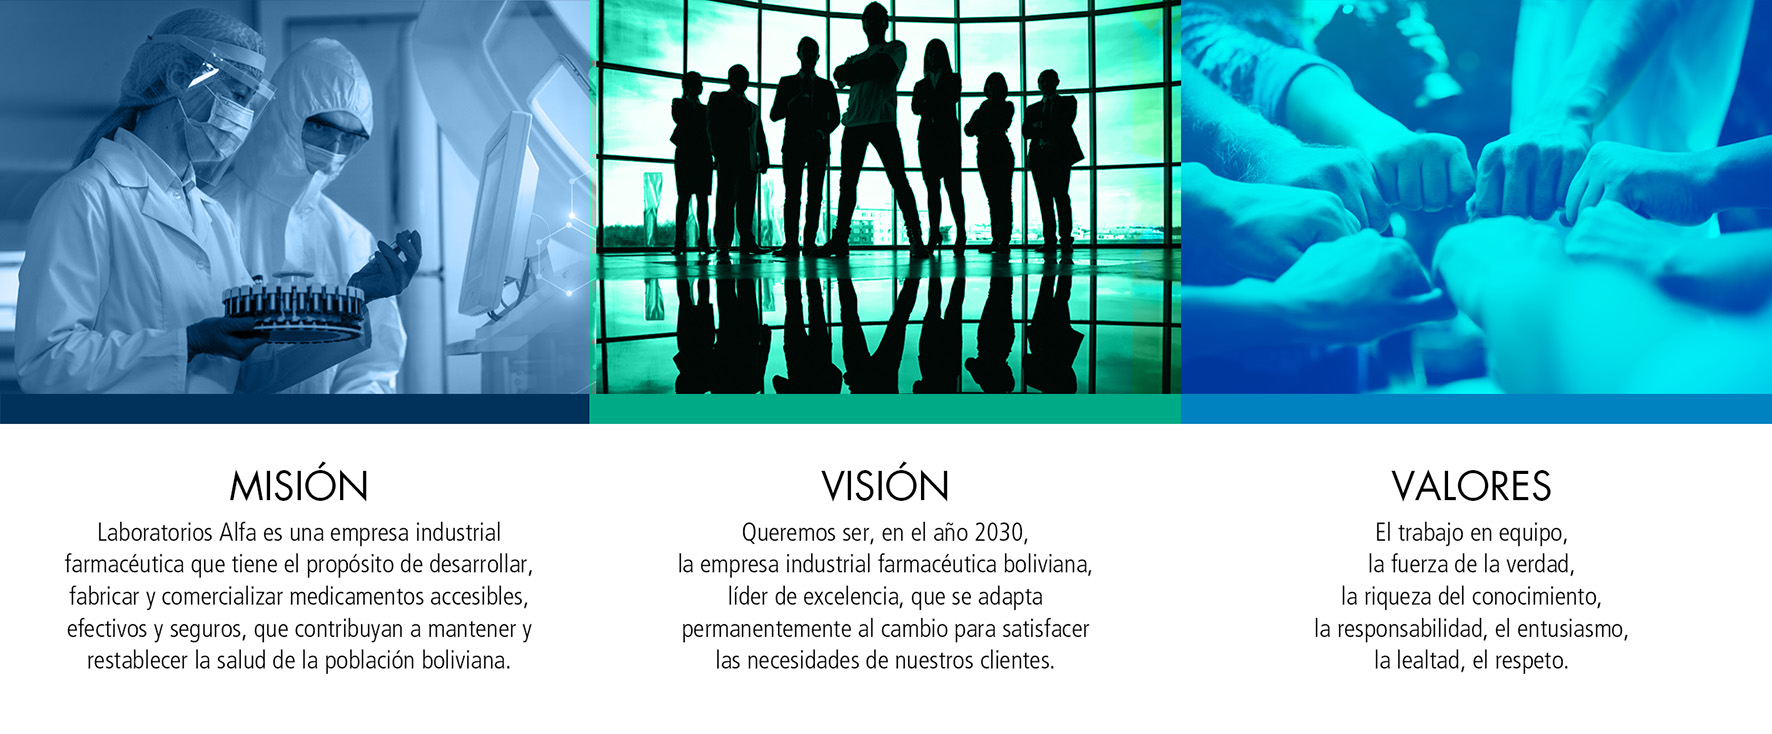 MISIÓN
Laboratorios Alfa es una empresa industrial
farmacéutica que tiene el propósito de desarrollar,
fabricar y comercializar medicamentos accesibles,
efectivos y seguros, que contribuyan a mantener y
restablecer la salud de la población boliviana.
VISIÓN
Queremos ser, en el año 2030,
la empresa industrial farmacéutica boliviana,
líder de excelencia, que se adapta
permanentemente al cambio para satisfacer
las necesidades de nuestros clientes.
VALORES
El trabajo en equipo,
la fuerza de la verdad,
la riqueza del conocimiento,
la responsabilidad, el entusiasmo,
la lealtad, el respeto.